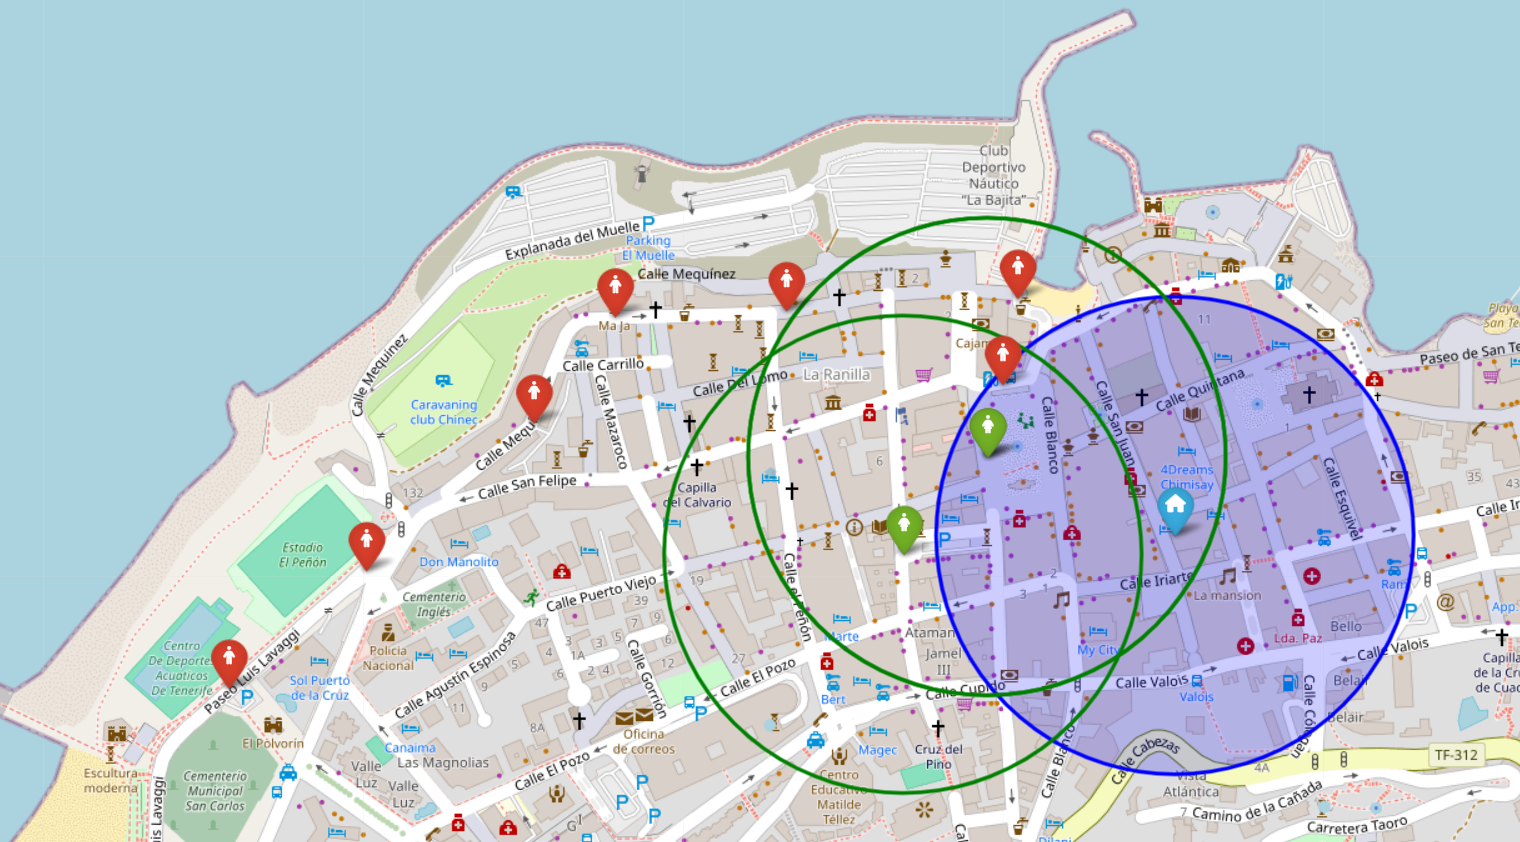 Club
Deportivo
Náutico
"La Bajita"
Explanada del Muelle
P
Parking
El Muelle
Calle Mequínez
2
Ma Ja
Calle Mequínez
Calle Carrillo
Calle Del Lomo
La Ranilla
Calle Mazaroco
Caravaning
club Chinec
Calle Mequ
Calle San Felipe
132
Capilla
del Calvario
6
Calle Blanco
Calle San Juan
Calle Quintana
11
1
4Dreams
Chimisay
Calle Esquivel
Paseo de San Te
Playa
San Te
35
43
Calle Ir
Estadio
El Peñón
Don Manolito
Cementerio
Inglés
Calle Puerto Viejo
19
Calle el Peñón
P
2
3
1
Calle Iriarte
La mansion
Ram
P
@
App.
Lda. Paz
Bello
Centro
De Deportes
Acuáticos
De Tenerife
Paseo Luis Lavaggi
P
Policía
Nacional
Sol Puerto
de la Cruz
Calle Agustín Espinosa
47
39
7
9
3
5
6
4
1A
2
4
5
9
11
Calle Gorrión
27
Marte
Ataman
Jamel
III
My City
Calle Valois
Calle Valois
Valois
Belair
Belair
Capilla
de la Cru
de Cuac
Calle El Pozo
Bert
Calle Cupido
P
8A
Oficina
de correos
Magec
Cruz del
Pino
Calle Blanco
Calle Cabezas
Vista
Atlántica
4A
TF-312
El Polvorín
Escultura
moderna
Cementerio
Municipal
San Carlos
Valle
Luz
Valle
Luz
Canaima
Las Magnolias
Calle El Pozo
P
P
P
GI
Centro
Educativo
Matilde
Téllez
7
Camino de la Cañada
Carretera Taoro
uis Lavaggi